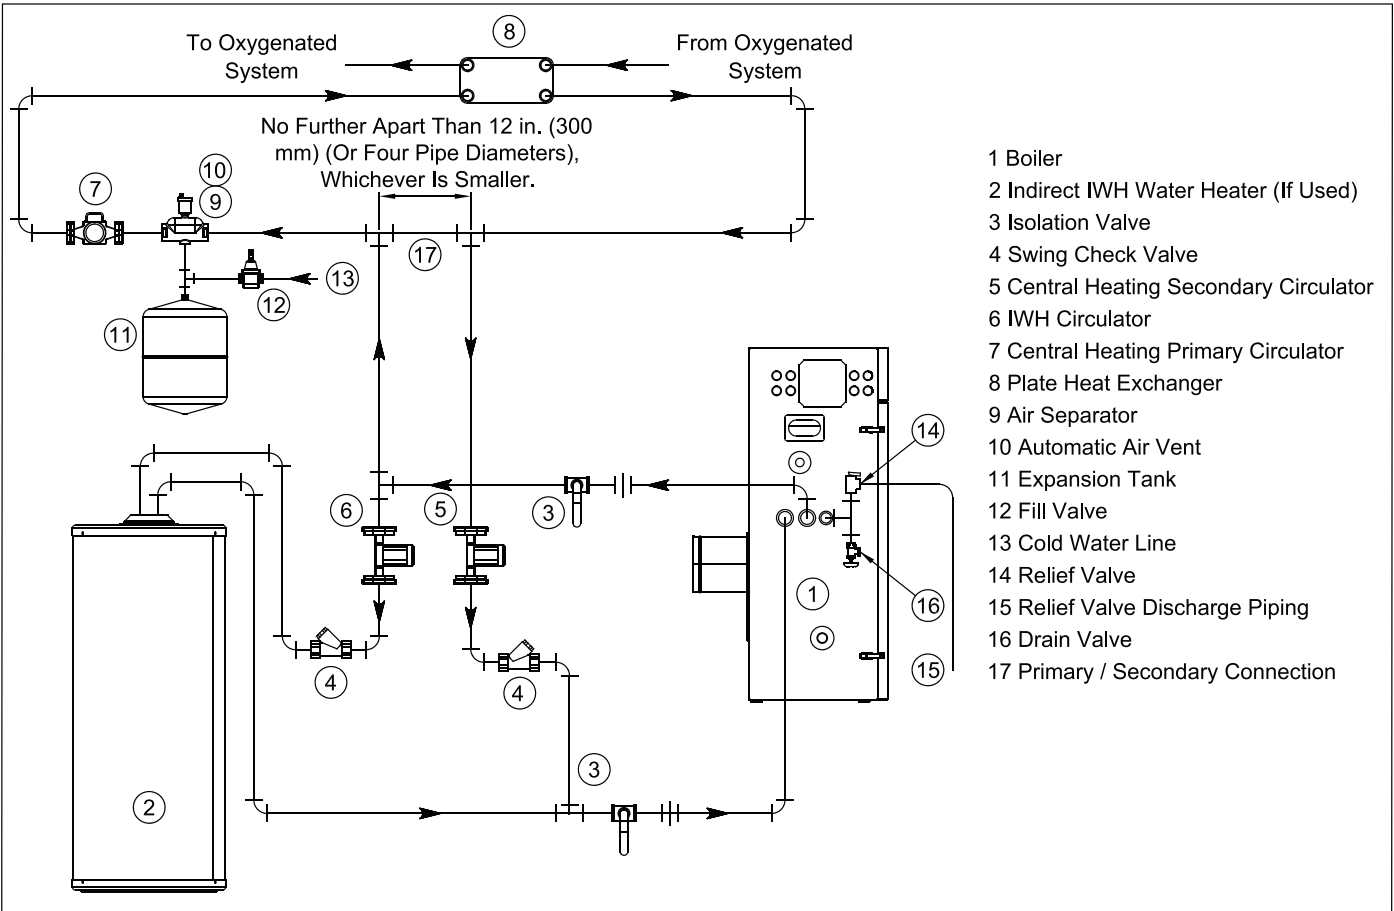 8
To Oxygenated
System
From Oxygenated
System
No Further Apart Than 12 in. (300
mm) (Or Four Pipe Diameters),
Whichever Is Smaller.
10
9
7
17
13
12
11
14
6
5
3
1
16
4
4
15
3
2
1 Boiler
2 Indirect IWH Water Heater (If Used)
3 Isolation Valve
4 Swing Check Valve
5 Central Heating Secondary Circulator
6 IWH Circulator
7 Central Heating Primary Circulator
8 Plate Heat Exchanger
9 Air Separator
10 Automatic Air Vent
11 Expansion Tank
12 Fill Valve
13 Cold Water Line
14 Relief Valve
15 Relief Valve Discharge Piping
16 Drain Valve
17 Primary / Secondary Connection